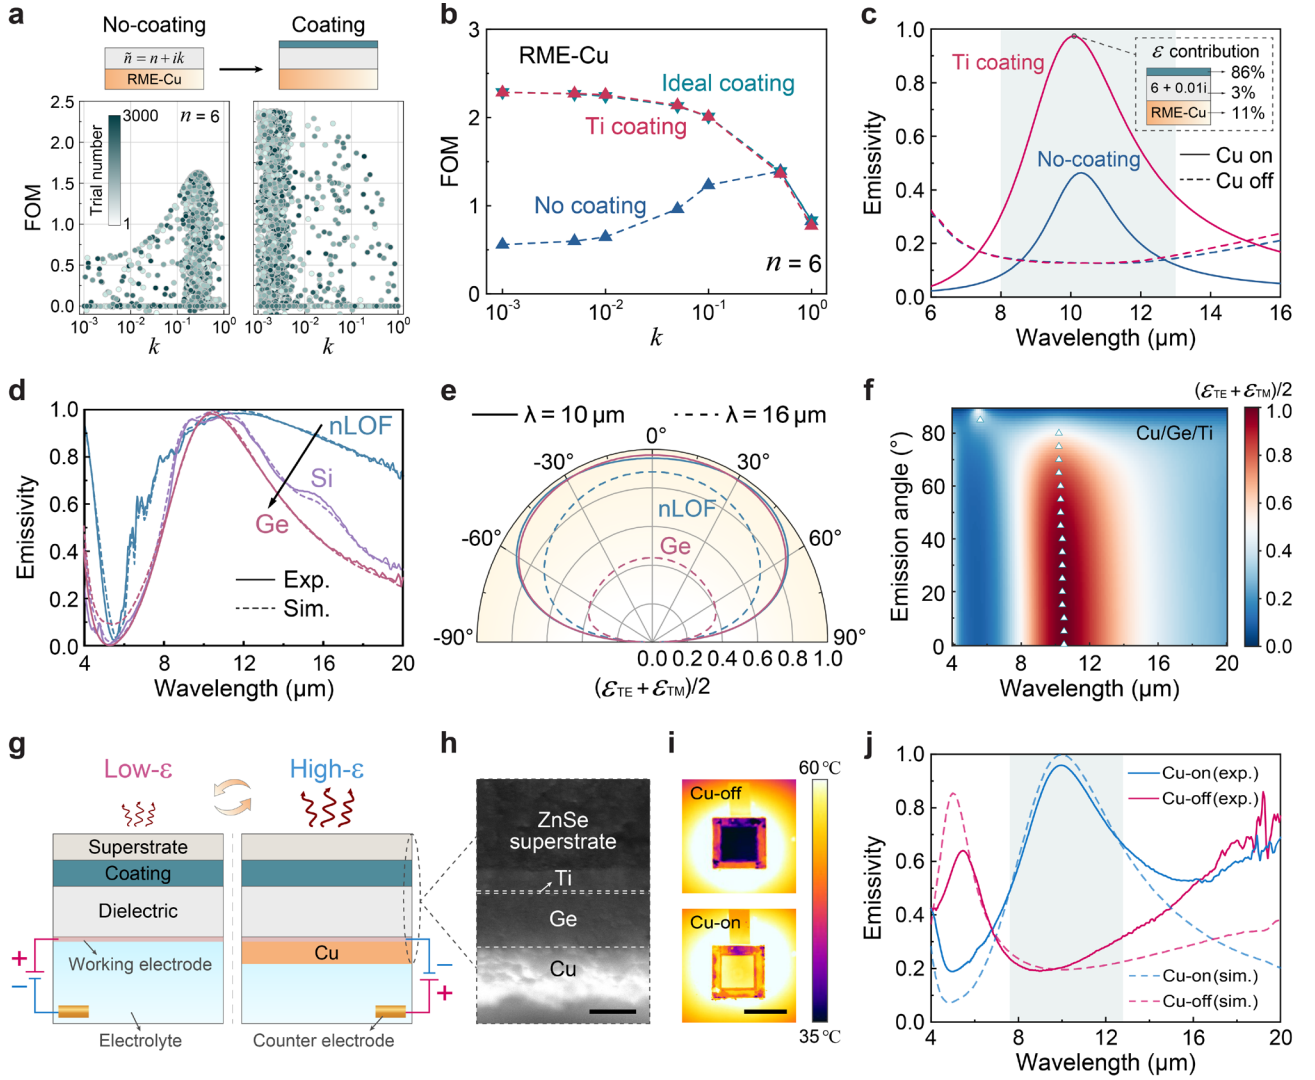 a
No-coating
Coating
ñ = n + ik
RME-Cu
2.5
2.0
1.5
1.0
0.5
0.0
FOM
3000
Trial number
1
n = 6
10⁻³
10⁻²
10⁻¹
10⁰
10⁻³
10⁻²
10⁻¹
10⁰
k
k
b
3
2
1
0
FOM
RME-Cu
Ideal coating
Ti coating
No coating
n = 6
10⁻³
10⁻²
10⁻¹
10⁰
k
c
1.0
0.8
0.6
0.4
0.2
0.0
Emissivity
Ti coating
No-coating
ε contribution
86%
6 + 0.01i
3%
RME-Cu
11%
Cu on
Cu off
6
8
10
12
14
16
Wavelength (μm)
d
1.0
0.8
0.6
0.4
0.2
0.0
Emissivity
nLOF
Si
Ge
Exp.
Sim.
4
8
12
16
20
Wavelength (μm)
e
λ = 10 μm
λ = 16 μm
0°
-30°
30°
-60°
60°
-90°
90°
nLOF
Ge
0.0 0.2 0.4 0.6 0.8 1.0
(εTE + εTM)/2
f
(εTE + εTM)/2
Cu/Ge/Ti
80
60
40
20
0
Emission angle (°)
4
8
12
16
20
Wavelength (μm)
1.0
0.8
0.6
0.4
0.2
0.0
g
Low-ε
High-ε
Superstrate
Coating
Dielectric
Cu
Working electrode
+
−
−
+
Electrolyte
Counter electrode
h
ZnSe
superstrate
Ti
Ge
Cu
i
Cu-off
Cu-on
60 ℃
35 ℃
j
1.0
0.8
0.6
0.4
0.2
0.0
Emissivity
Cu-on(exp.)
Cu-off(exp.)
Cu-on(sim.)
Cu-off(sim.)
4
8
12
16
20
Wavelength (μm)